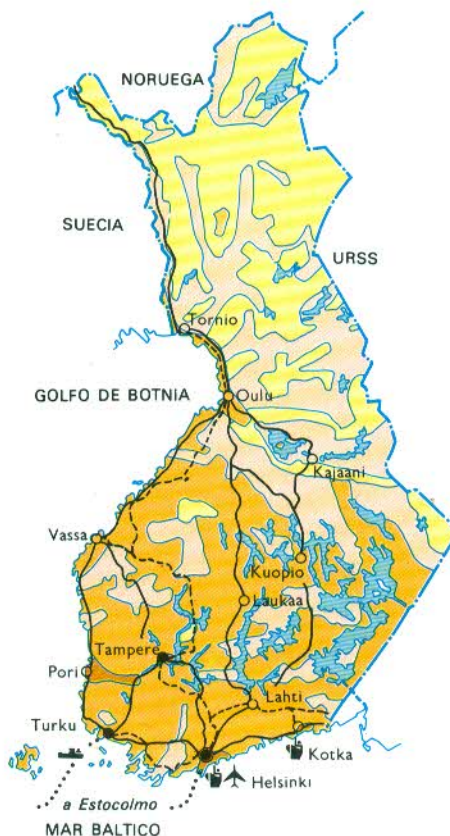 NORUEGA
SUECIA
URSS
Tornio
GOLFO DE BOTNIA
Oulu
Kajaani
Vassa
Kuopio
Laukaa
Tampere
Pori
Lahti
Turku
Kotka
Helsinki
a Estocolmo
MAR BALTICO